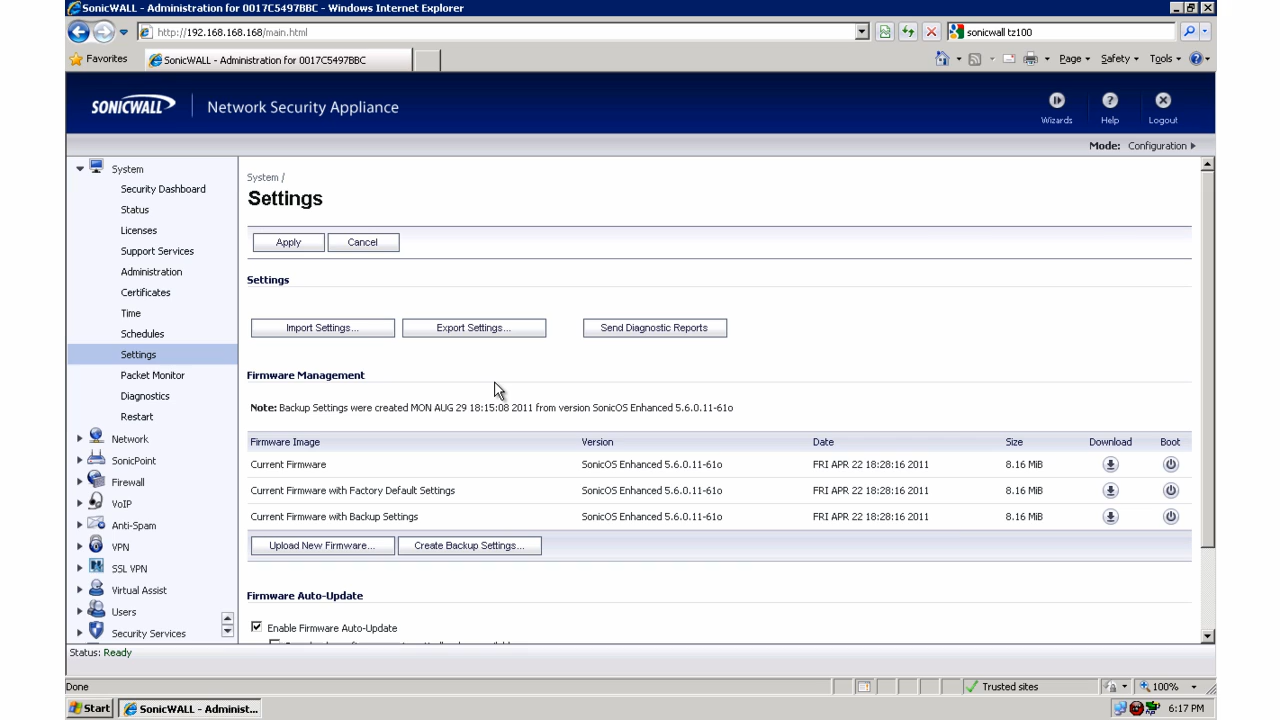 SonicWALL - Administration for 0017C5497BBC - Windows Internet Explorer
http://192.168.168.168/main.html
sonicwall tz100
Favorites
SonicWALL - Administration for 0017C5497BBC
Page
Safety
Tools
SONICWALL
Network Security Appliance
Wizards
Help
Logout
Mode: Configuration
System
Security Dashboard
Status
Licenses
Support Services
Administration
Certificates
Time
Schedules
Settings
Packet Monitor
Diagnostics
Restart
Network
SonicPoint
Firewall
VoIP
Anti-Spam
VPN
SSL VPN
Virtual Assist
Users
Security Services
System /
Settings
Apply Cancel
Settings
Import Settings... Export Settings... Send Diagnostic Reports
Firmware Management
Note: Backup Settings were created MON AUG 29 18:15:08 2011 from version SonicOS Enhanced 5.6.0.11-61o
Firmware Image Version Date Size Download Boot
Current Firmware SonicOS Enhanced 5.6.0.11-61o FRI APR 22 18:28:16 2011 8.16 MiB
Current Firmware with Factory Default Settings SonicOS Enhanced 5.6.0.11-61o FRI APR 22 18:28:16 2011 8.16 MiB
Current Firmware with Backup Settings SonicOS Enhanced 5.6.0.11-61o FRI APR 22 18:28:16 2011 8.16 MiB
Upload New Firmware... Create Backup Settings...
Firmware Auto-Update
Enable Firmware Auto-Update
Status: Ready
Done
Trusted sites
100%
Start
SonicWALL - Administ...
6:17 PM